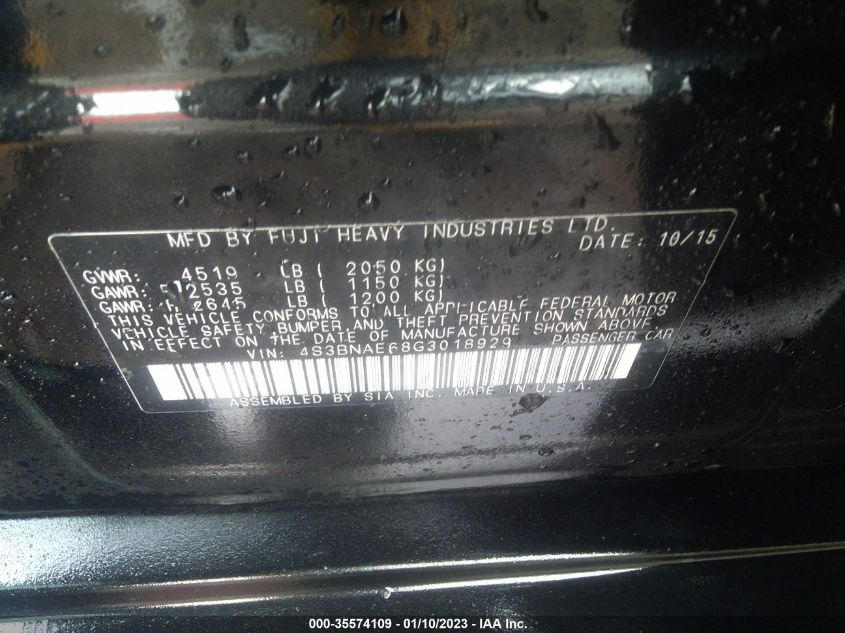 MFD BY FUJI HEAVY INDUSTRIES LTD.
DATE: 10/15
GVWR: 4519 LB ( 2050 KG)
GAWR: 2535 LB ( 1150 KG)
GAWR: 2645 LB ( 1200 KG)
THIS VEHICLE CONFORMS TO ALL APPLICABLE FEDERAL MOTOR
VEHICLE SAFETY, BUMPER, AND THEFT PREVENTION STANDARDS
IN EFFECT ON THE DATE OF MANUFACTURE SHOWN ABOVE.
VIN: 4S3BNAE68G3018929 PASSENGER CAR
ASSEMBLED BY SIA INC. MADE IN U.S.A.
000-35574109 - 01/10/2023 - IAA Inc.